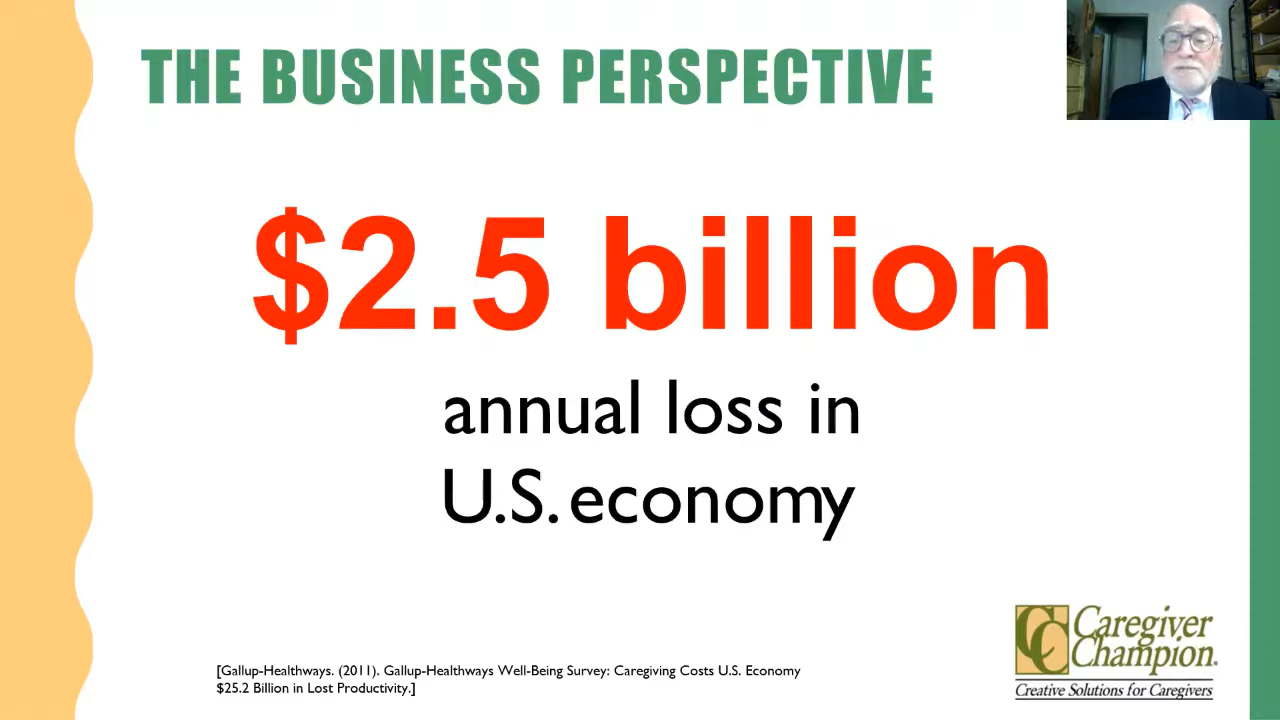 THE BUSINESS PERSPECTIVE
$2.5 billion
annual loss in
U.S. economy
[Gallup-Healthways. (2011). Gallup-Healthways Well-Being Survey: Caregiving Costs U.S. Economy
$25.2 Billion in Lost Productivity.]
CC
Caregiver
Champion®
Creative Solutions for Caregivers